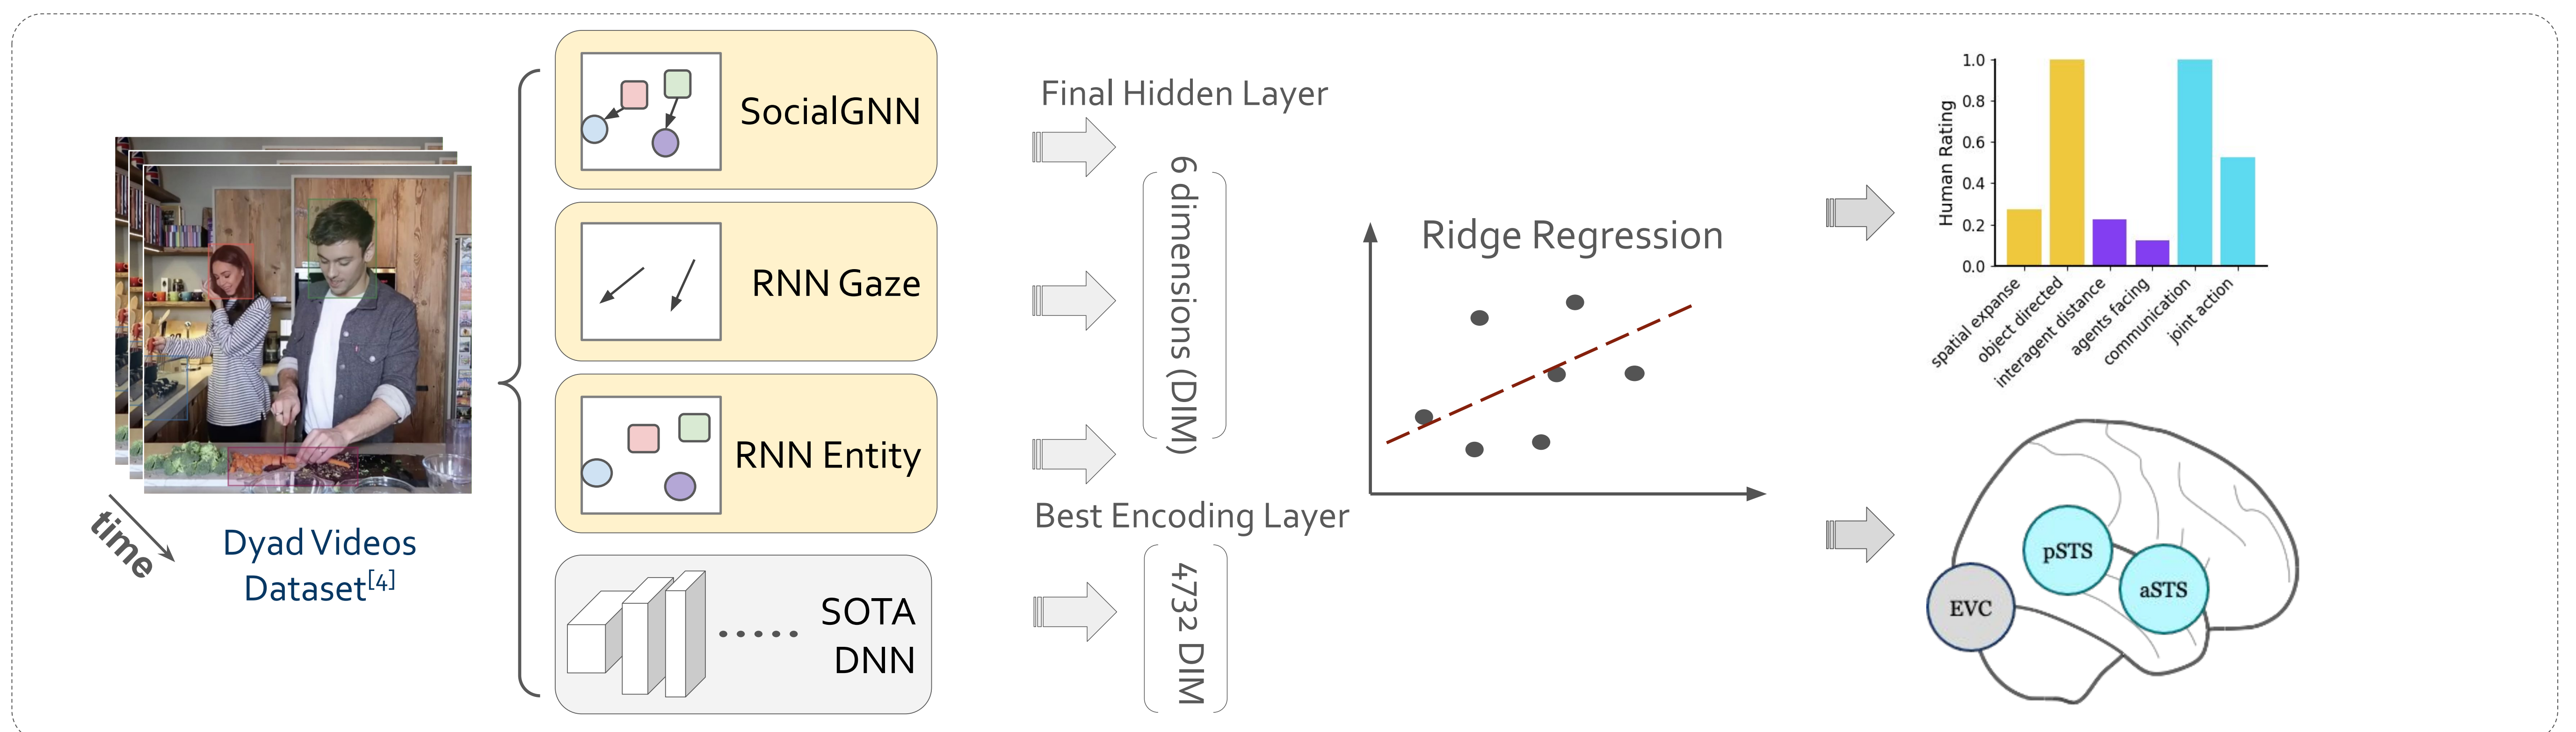 time
Dyad Videos
Dataset[4]
SocialGNN
RNN Gaze
RNN Entity
SOTA
DNN
Final Hidden Layer
6 dimensions (DIM)
Best Encoding Layer
4732 DIM
Ridge Regression
Human Rating
1.0
0.8
0.6
0.4
0.2
0.0
spatial expanse
object directed
interagent distance
agents facing
communication
joint action
pSTS
aSTS
EVC